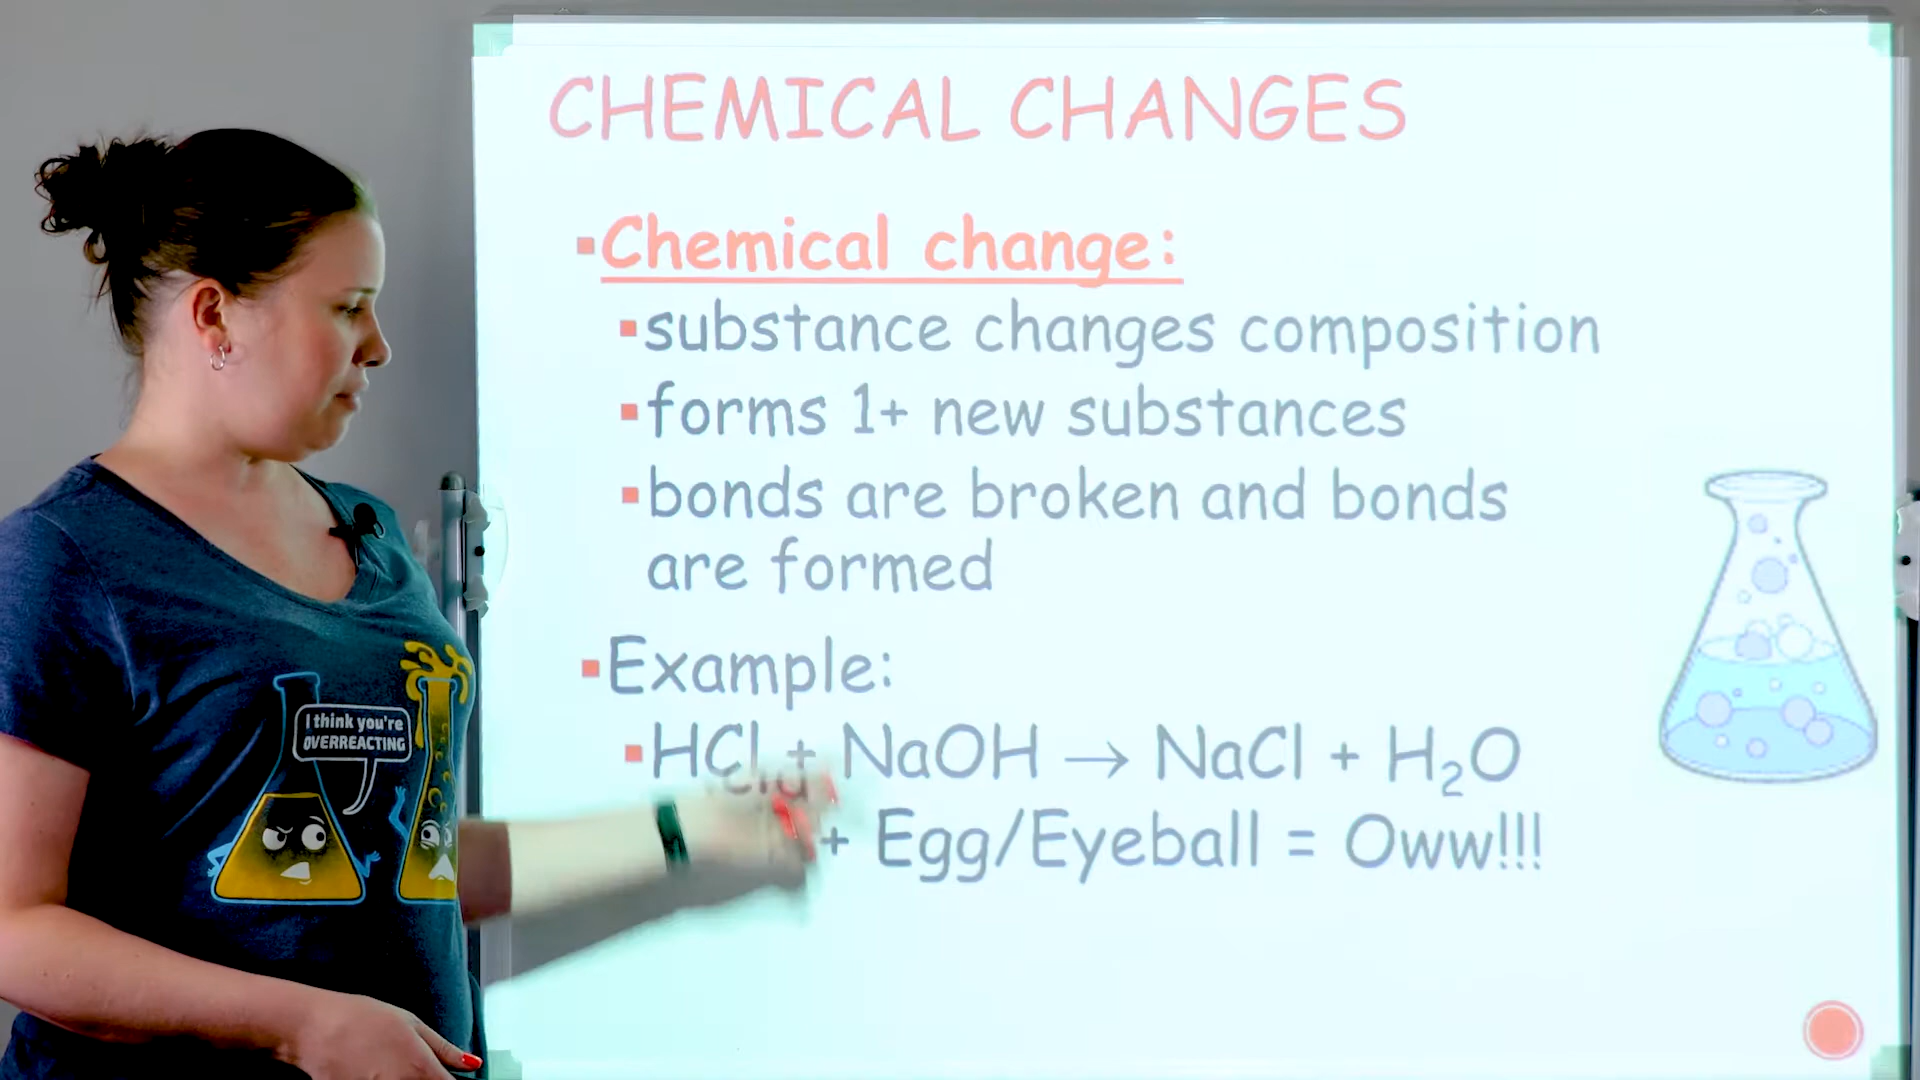 CHEMICAL CHANGES
Chemical change:
substance changes composition
forms 1+ new substances
bonds are broken and bonds
are formed
Example:
HCl + NaOH → NaCl + H₂O
+ Egg/Eyeball = Oww!!!
I think you're
OVERREACTING